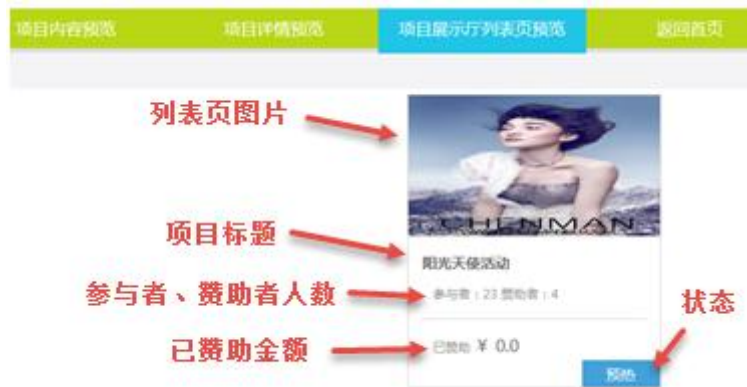 项目内容预览 项目详情预览 项目展示厅列表页预览 返回首页
列表页图片
CHENMAN
项目标题
阳光天使活动
参与者、赞助者人数
参与者：23 赞助者：4
状态
已赞助金额
已赞助 ¥ 0.0
预热